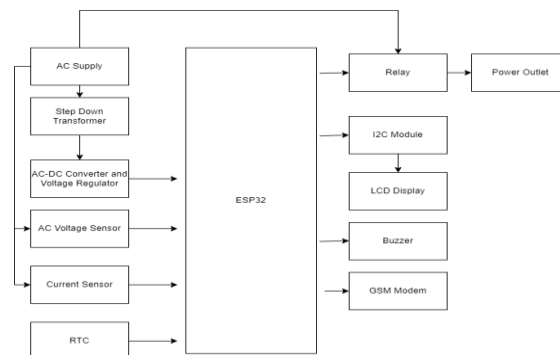 AC Supply
Step Down
Transformer
AC-DC Converter and
Voltage Regulator
AC Voltage Sensor
Current Sensor
RTC
ESP32
Relay
Power Outlet
I2C Module
LCD Display
Buzzer
GSM Modem